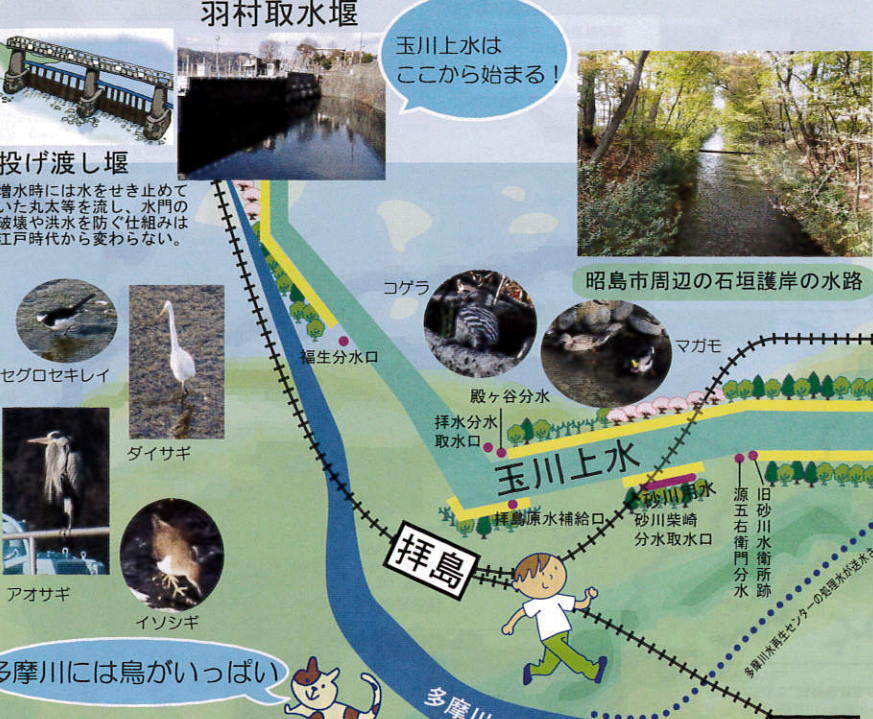 羽村取水堰
玉川上水は
ここから始まる!
投げ渡し堰
増水時には水をせき止めて
いた丸太等を流し、水門の
破壊や洪水を防ぐ仕組みは
江戸時代から変わらない。
昭島市周辺の石垣護岸の水路
コゲラ
マガモ
セグロセキレイ
ダイサギ
福生分水口
殿ヶ谷分水
拝水分水
取水口
玉川上水
拝島原水補給口
砂川用水
砂川柴崎
分水取水口
源五右衛門分水
旧砂川水衛所跡
拝島
アオサギ
イソシギ
多摩川水再生センターの処理水が送水さ
多摩川には鳥がいっぱい
多摩川